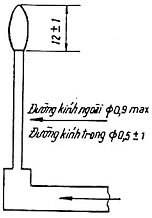 12±1
Đường kính ngoài ϕ0,9 max
Đường kính trong ϕ0,5±1